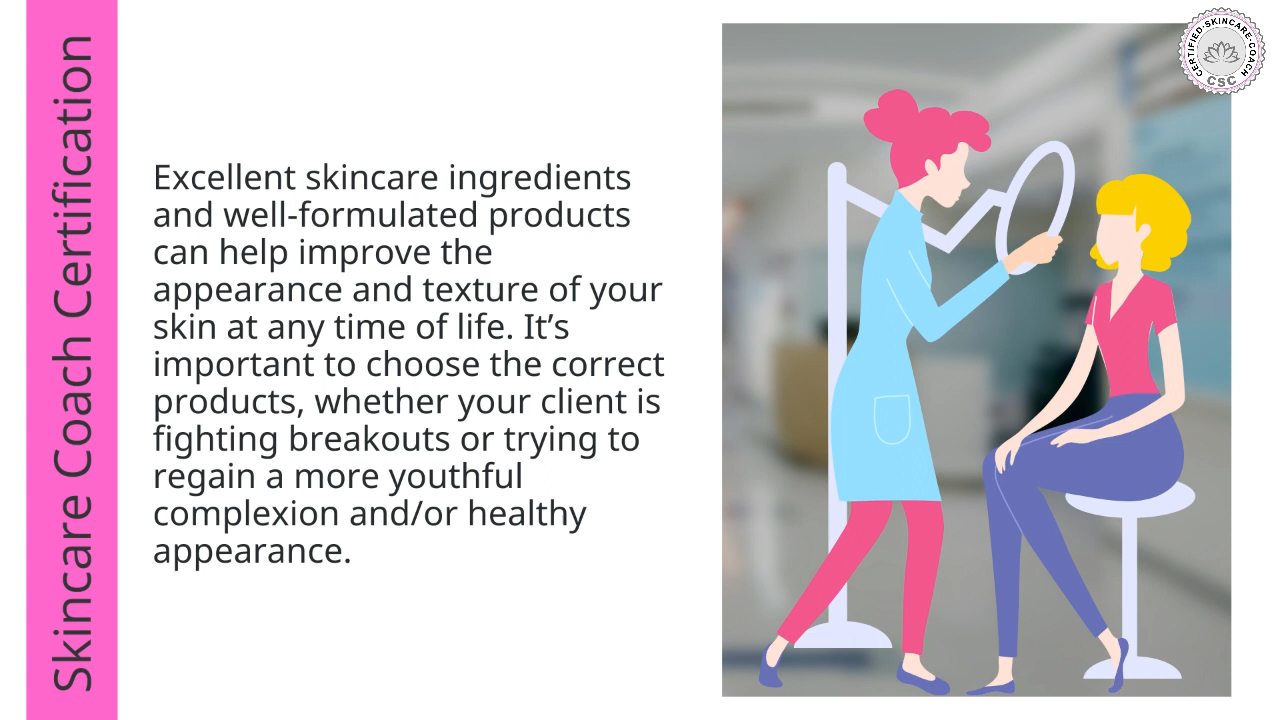 Skincare Coach Certification
Excellent skincare ingredients
and well-formulated products
can help improve the
appearance and texture of your
skin at any time of life. It’s
important to choose the correct
products, whether your client is
fighting breakouts or trying to
regain a more youthful
complexion and/or healthy
appearance.
CERTIFIED·SKINCARE·COACH
CSC